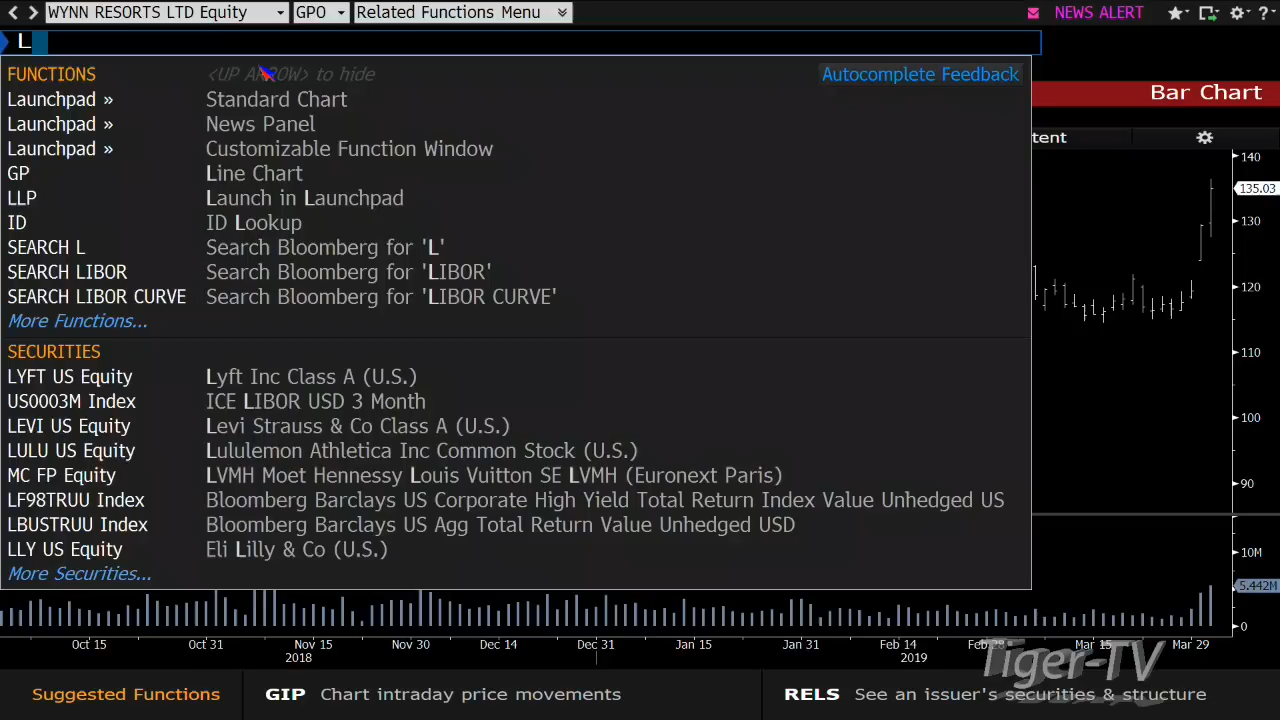 WYNN RESORTS LTD Equity GPO Related Functions Menu NEWS ALERT ?
L
FUNCTIONS <UP ARROW> to hide Autocomplete Feedback
Launchpad » Standard Chart
Launchpad » News Panel
Launchpad » Customizable Function Window
GP Line Chart
LLP Launch in Launchpad
ID ID Lookup
SEARCH L Search Bloomberg for 'L'
SEARCH LIBOR Search Bloomberg for 'LIBOR'
SEARCH LIBOR CURVE Search Bloomberg for 'LIBOR CURVE'
More Functions...
SECURITIES
LYFT US Equity Lyft Inc Class A (U.S.)
US0003M Index ICE LIBOR USD 3 Month
LEVI US Equity Levi Strauss & Co Class A (U.S.)
LULU US Equity Lululemon Athletica Inc Common Stock (U.S.)
MC FP Equity LVMH Moet Hennessy Louis Vuitton SE LVMH (Euronext Paris)
LF98TRUU Index Bloomberg Barclays US Corporate High Yield Total Return Index Value Unhedged US
LBUSTRUU Index Bloomberg Barclays US Agg Total Return Value Unhedged USD
LLY US Equity Eli Lilly & Co (U.S.)
More Securities...
Bar Chart
tent
140
135.03
130
120
110
100
90
10M
5.442M
0
Oct 15 Oct 31 Nov 15 Nov 30 Dec 14 Dec 31 Jan 15 Jan 31 Feb 14 Feb 28 Mar 15 Mar 29
2018 2019
Tiger-TV
Suggested Functions GIP Chart intraday price movements RELS See an issuer's securities & structure